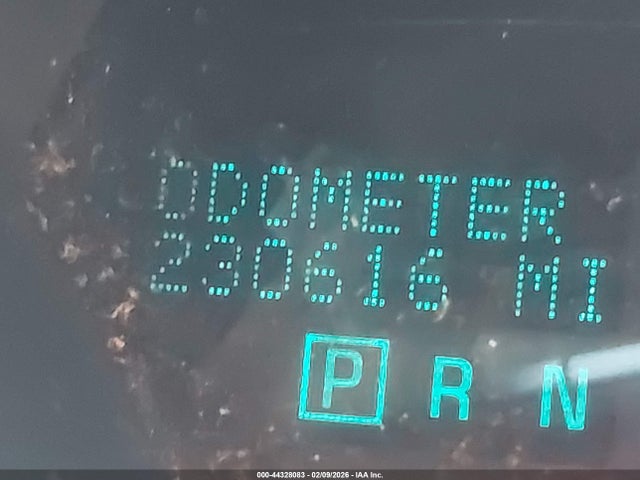 ODOMETER
230616 MI
P R N
000-44328083 - 02/09/2026 - IAA Inc.